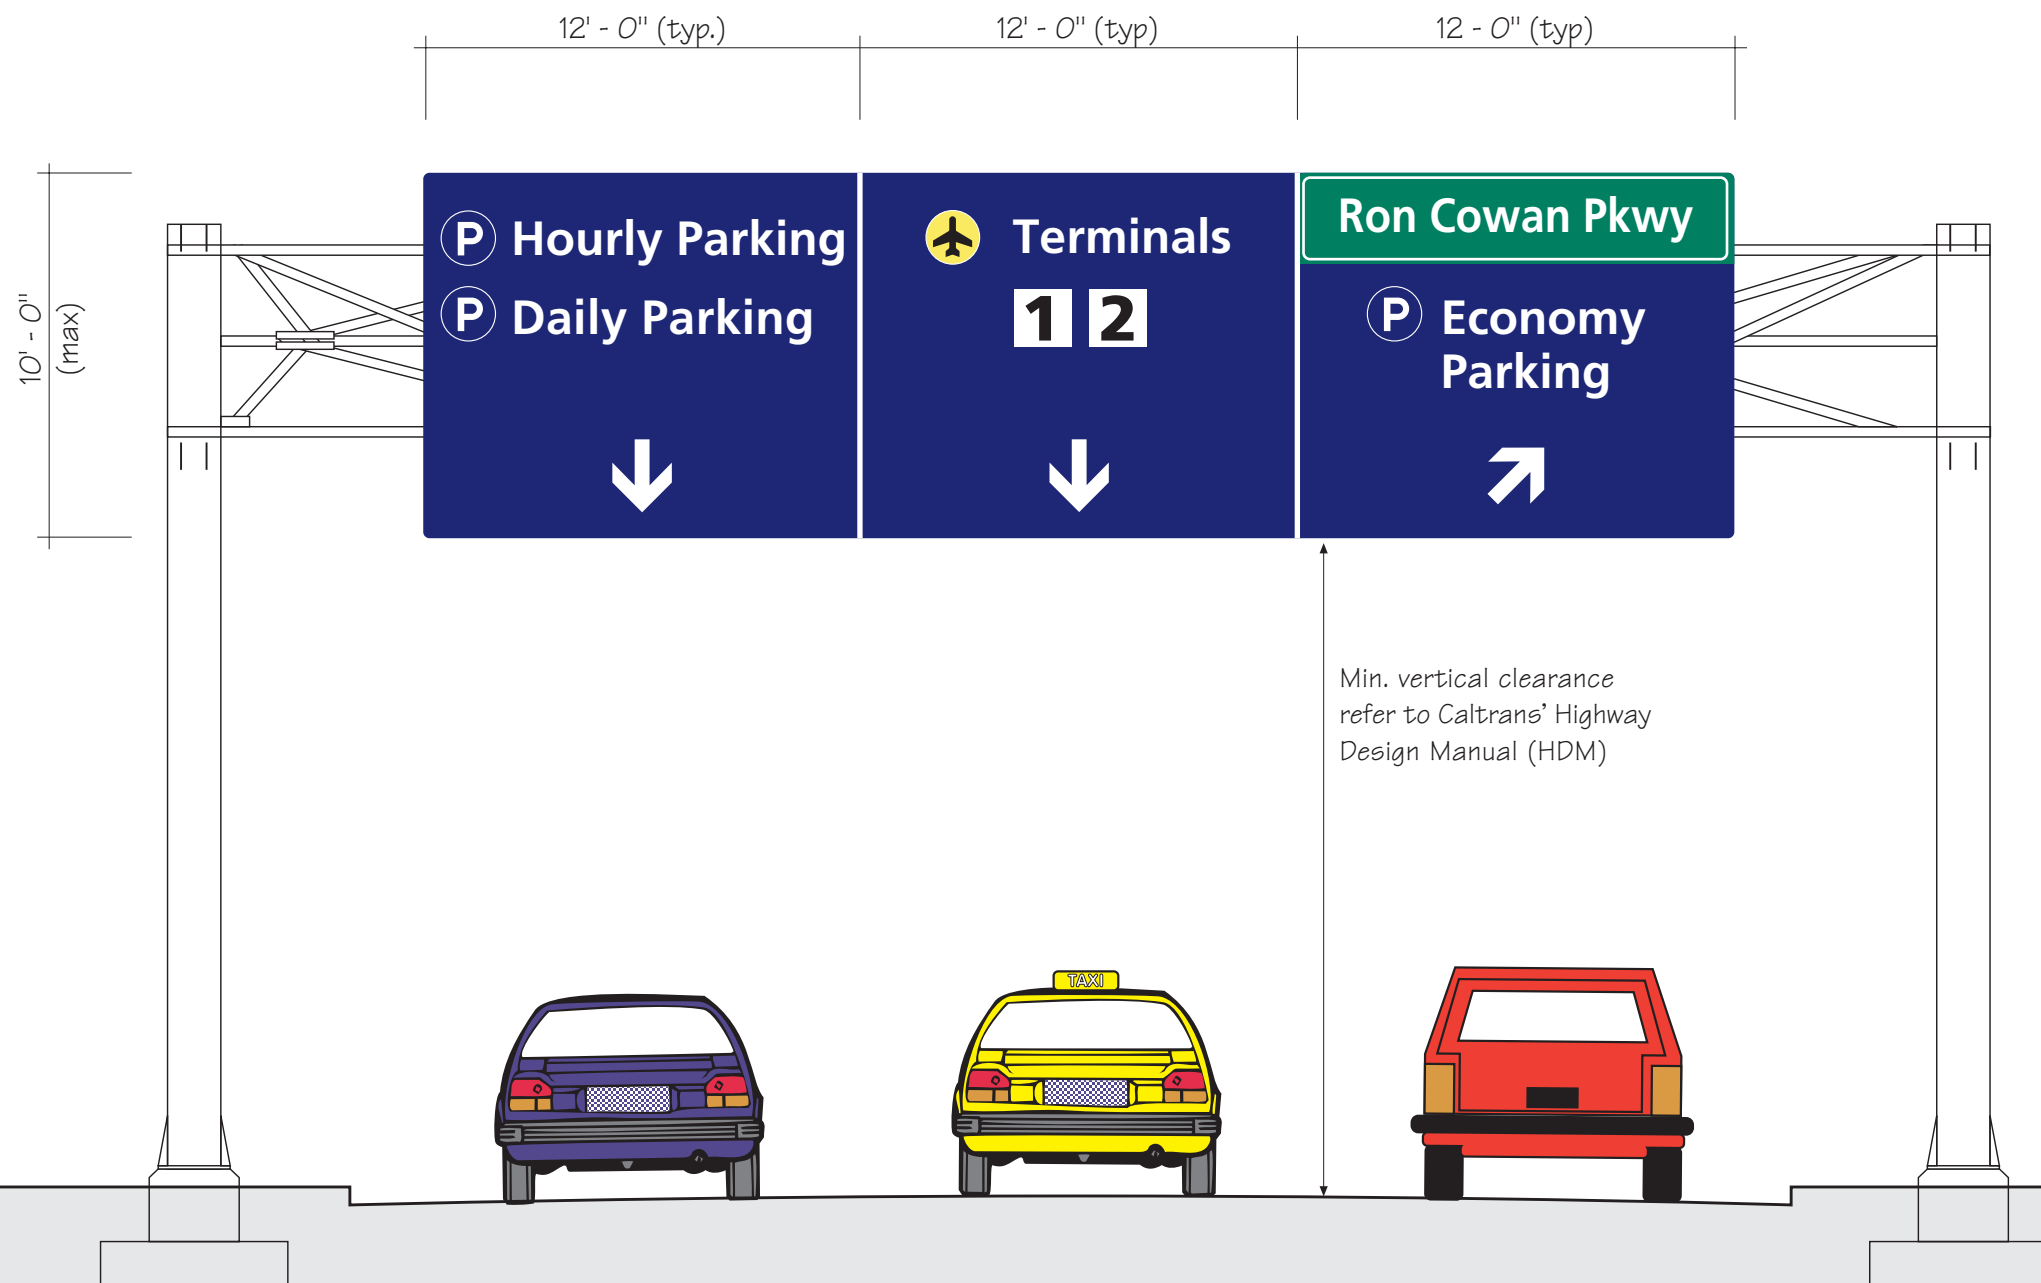 12' - 0" (typ.)
12' - 0" (typ)
12 - 0" (typ)
10' - 0"
(max)
P Hourly Parking
P Daily Parking
Terminals
1 2
Ron Cowan Pkwy
P Economy
Parking
Min. vertical clearance
refer to Caltrans’ Highway
Design Manual (HDM)
TAXI